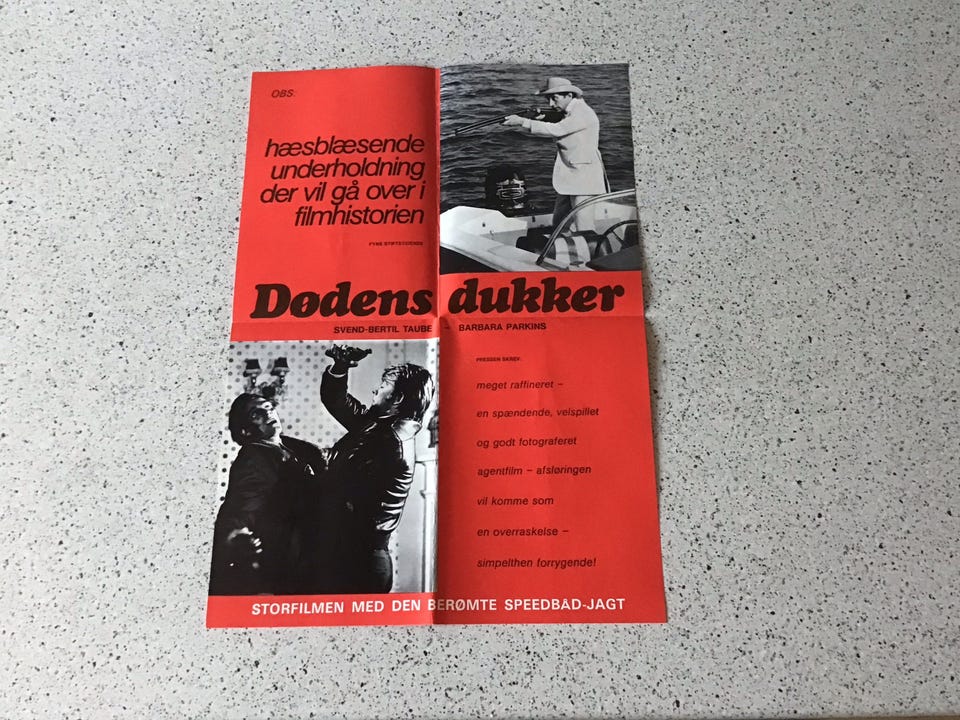 OBS:
hæsblæsende
underholdning
der vil gå over i
filmhistorien
FYNS STIFTSTIDENDE
Dødens dukker
SVEND-BERTIL TAUBE – BARBARA PARKINS
PRESSEN SKREV:
meget raffineret –
en spændende, velspillet
og godt fotograferet
agentfilm – afsløringen
vil komme som
en overraskelse –
simpelthen forrygende!
STORFILMEN MED DEN BERØMTE SPEEDBÅD-JAGT